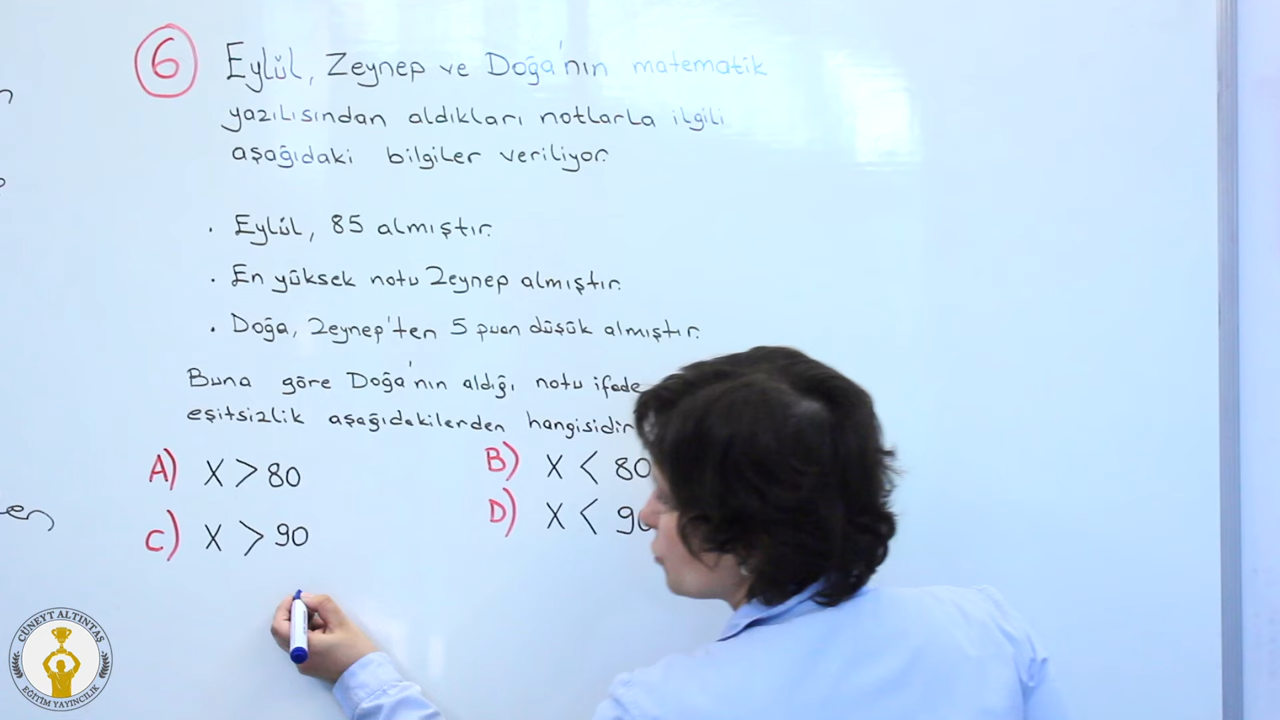 6 Eylül, Zeynep ve Doğa'nın matematik
yazılısından aldıkları notlarla ilgili
aşağıdaki bilgiler veriliyor.
. Eylül, 85 almıştır.
. En yüksek notu Zeynep almıştır.
. Doğa, Zeynep'ten 5 puan düşük almıştır.
Buna göre Doğa'nın aldığı notu ifade
eşitsizlik aşağıdakilerden hangisidir
A) X > 80
B) X < 80
C) X > 90
D) X <
CÜNEYT ALTINTAŞ
EĞİTİM YAYINCILIK